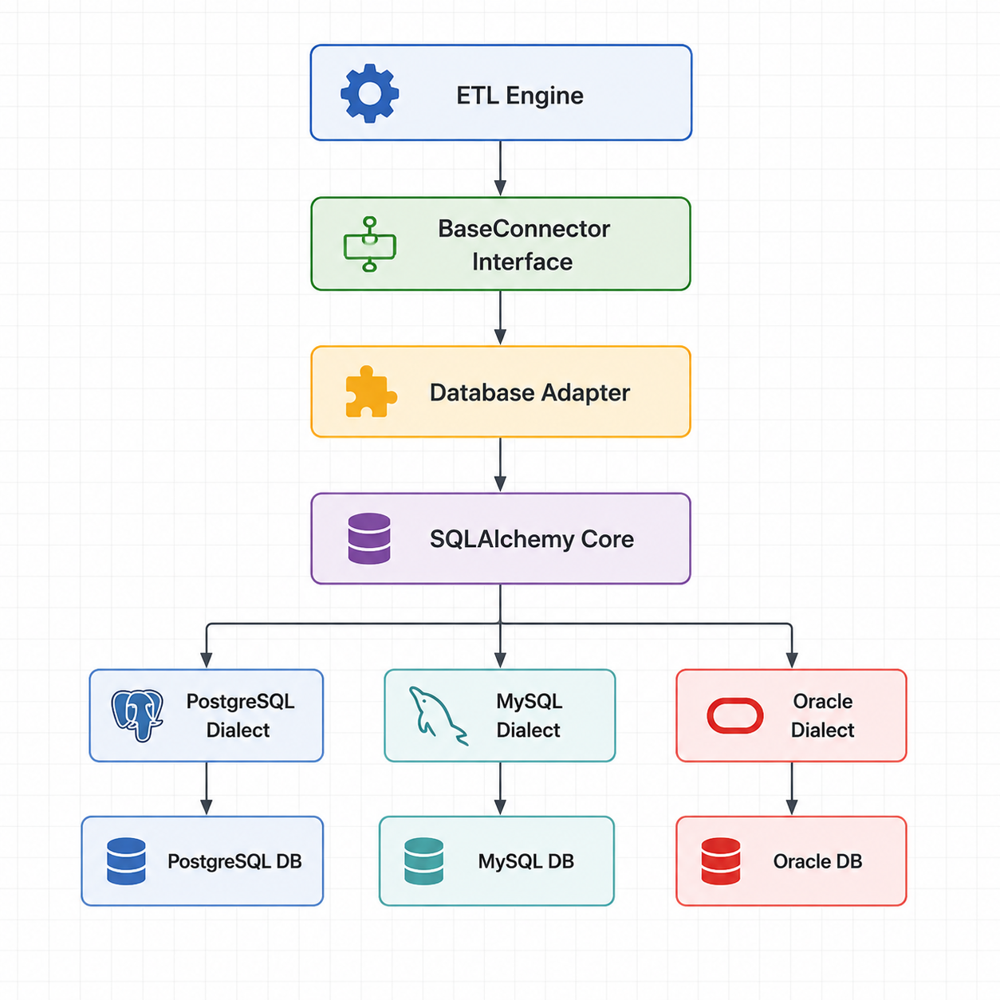 ETL Engine
BaseConnector
Interface
Database Adapter
SQLAlchemy Core
PostgreSQL
Dialect
MySQL
Dialect
Oracle
Dialect
PostgreSQL DB
MySQL DB
Oracle DB